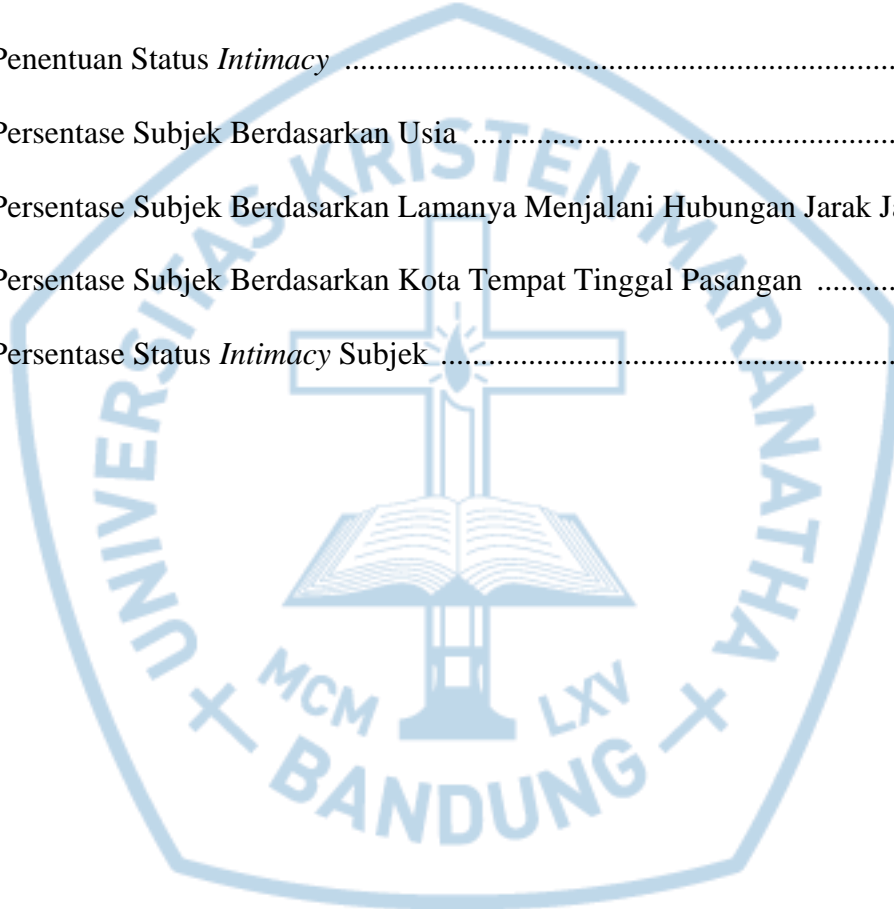 Penentuan Status Intimacy ..........................................................................
Persentase Subjek Berdasarkan Usia .............................................................
Persentase Subjek Berdasarkan Lamanya Menjalani Hubungan Jarak
Persentase Subjek Berdasarkan Kota Tempat Tinggal Pasangan ..........
Persentase Status Intimacy Subjek ................................................................
UNIVERSITAS KRISTEN MARANATHA
MCM LXV
BANDUNG